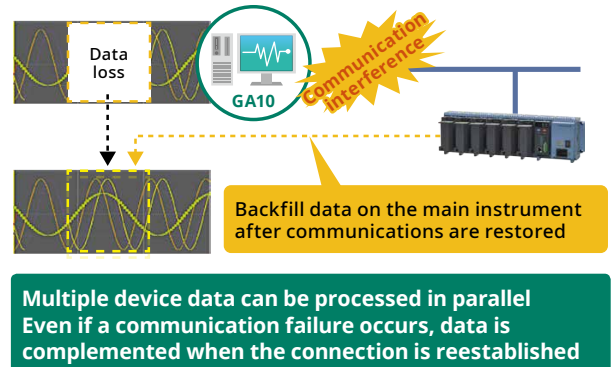 Data
loss
GA10
Communication
interference
Backfill data on the main instrument
after communications are restored
Multiple device data can be processed in parallel
Even if a communication failure occurs, data is
complemented when the connection is reestablished